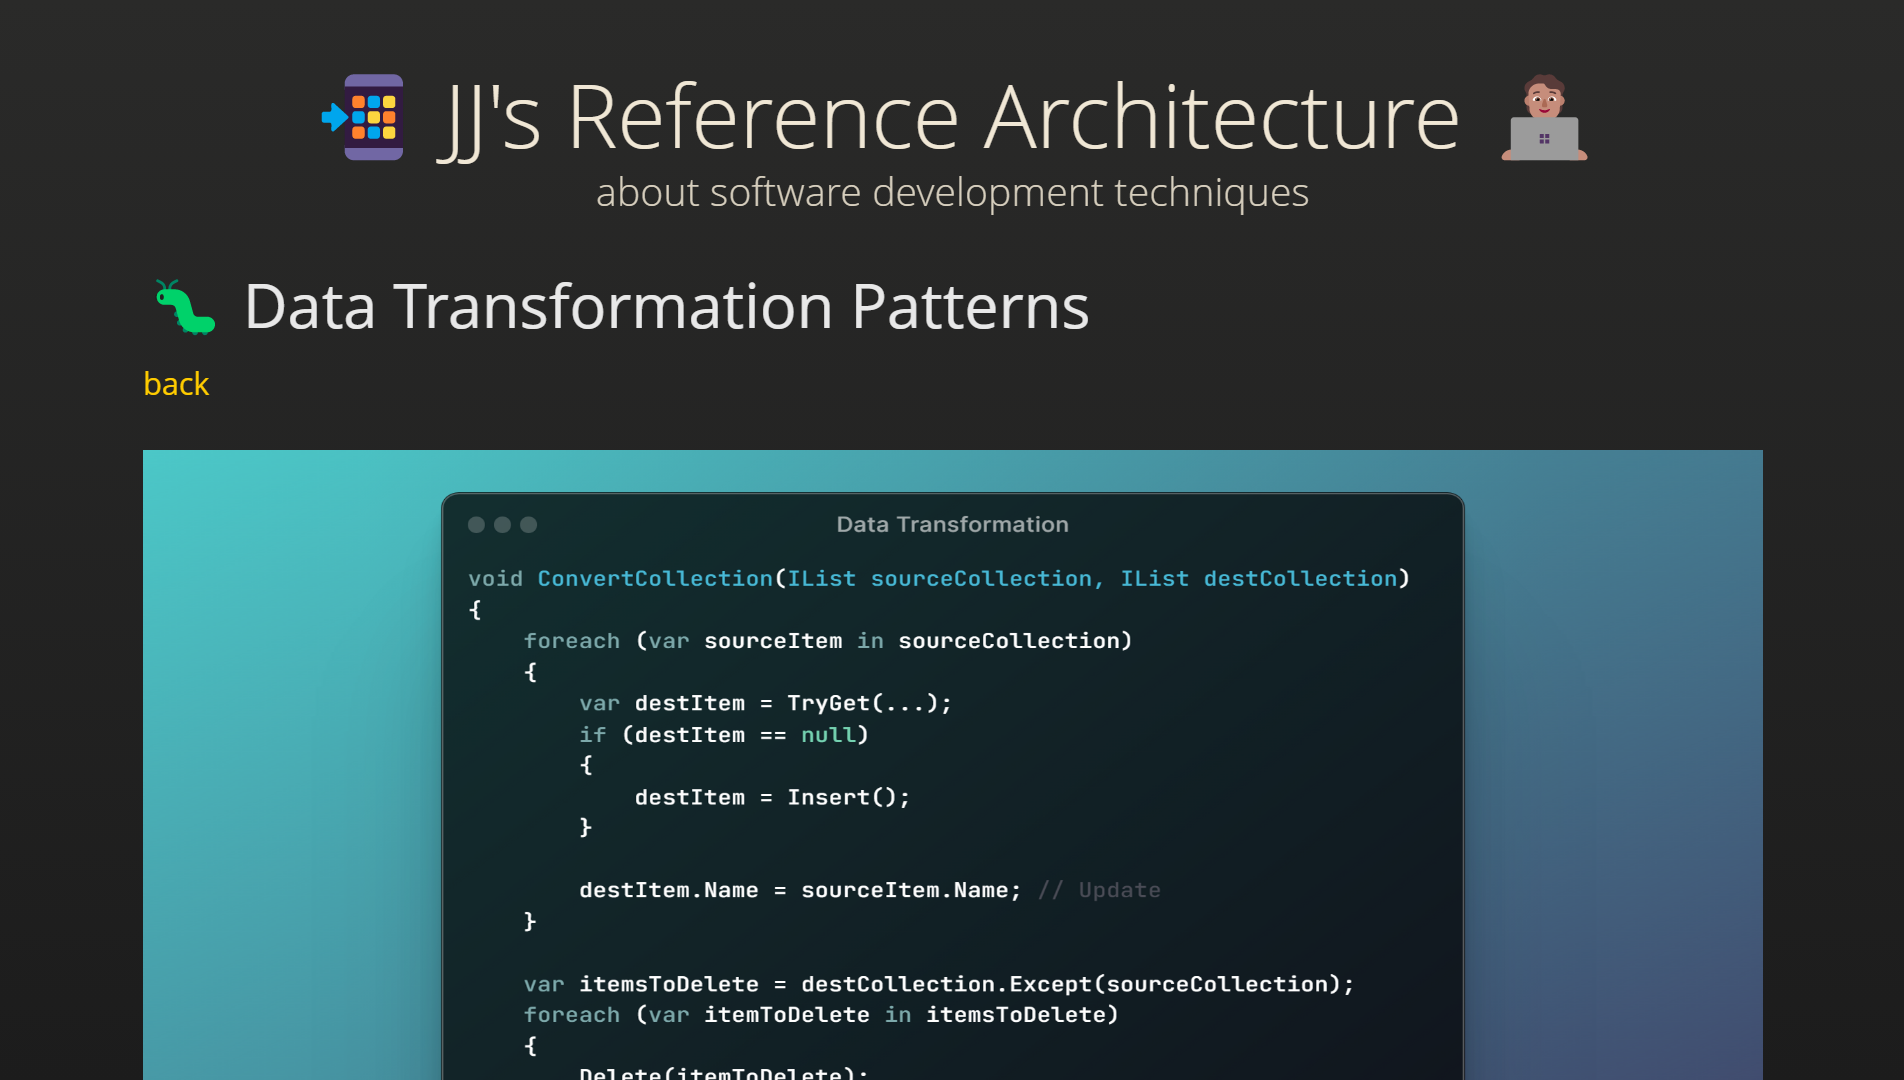 JJ's Reference Architecture
about software development techniques
Data Transformation Patterns
back
Data Transformation
void ConvertCollection(IList sourceCollection, IList destCollection)
{
    foreach (var sourceItem in sourceCollection)
    {
        var destItem = TryGet(...);
        if (destItem == null)
        {
            destItem = Insert();
        }

        destItem.Name = sourceItem.Name; // Update
    }

    var itemsToDelete = destCollection.Except(sourceCollection);
    foreach (var itemToDelete in itemsToDelete)
    {
        Delete(itemToDelete);